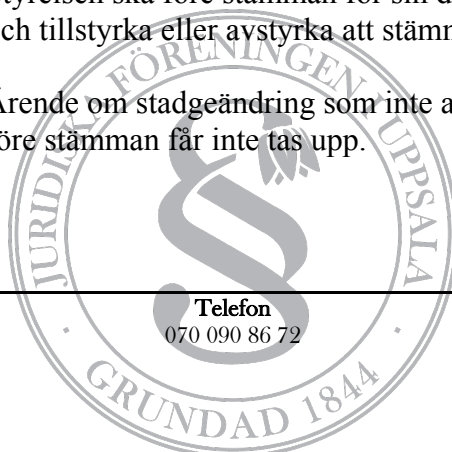 styrelsen ska före stämman för sin d
och tillstyrka eller avstyrka att stämm
Ärende om stadgeändring som inte a
före stämman får inte tas upp.
JURIDISKA FÖRENINGEN I UPPSALA
§
Telefon
070 090 86 72
· GRUNDAD 1844 ·